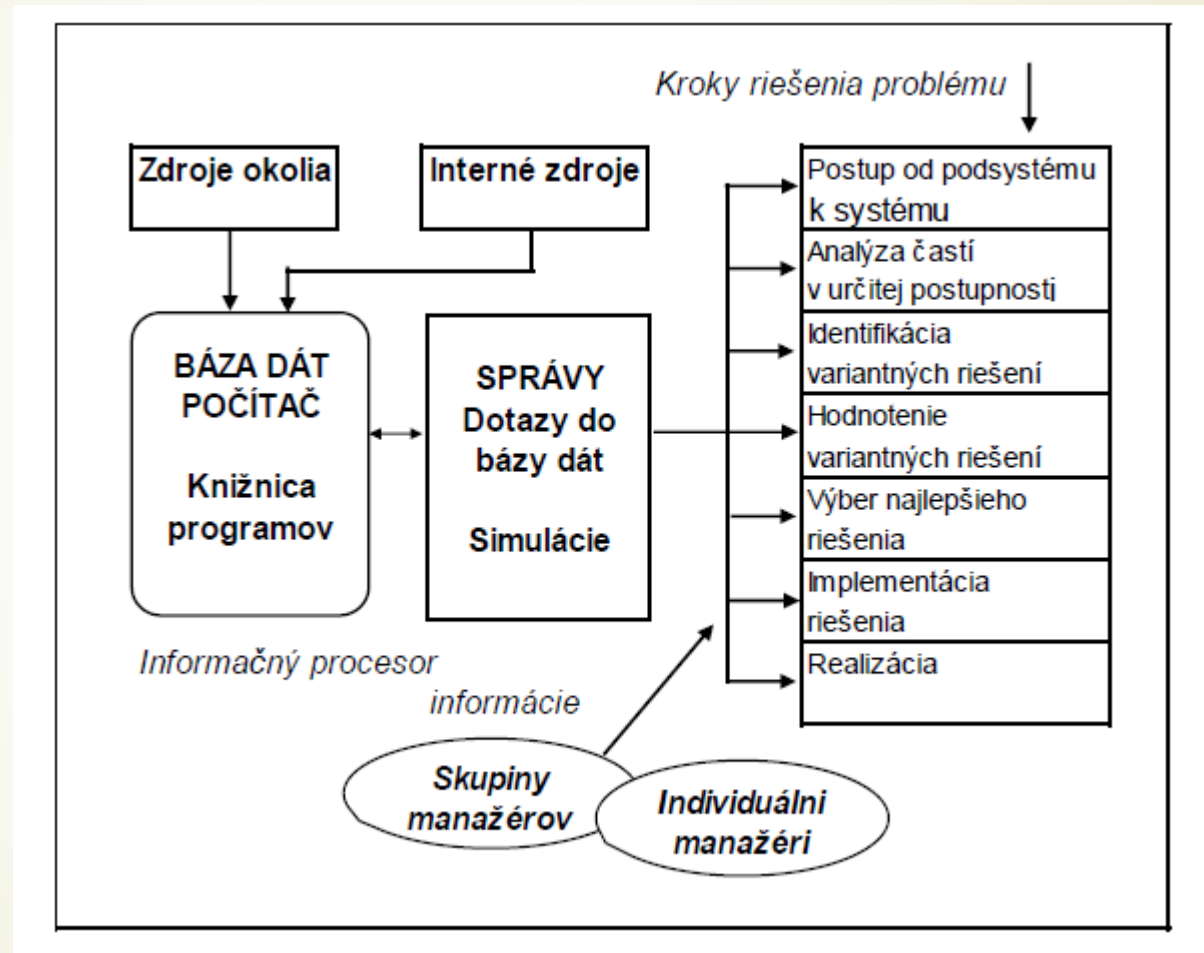 Kroky riešenia problému
Zdroje okolia
Interné zdroje
BÁZA DÁT
POČÍTAČ
Knižnica
programov
SPRÁVY
Dotazy do
bázy dát
Simulácie
Postup od podsystému
k systému
Analýza častí
v určitej postupnosti
Identifikácia
variantných riešení
Hodnotenie
variantných riešení
Výber najlepšieho
riešenia
Implementácia
riešenia
Realizácia
Informačný procesor
informácie
Skupiny
manažérov
Individuálni
manažéri